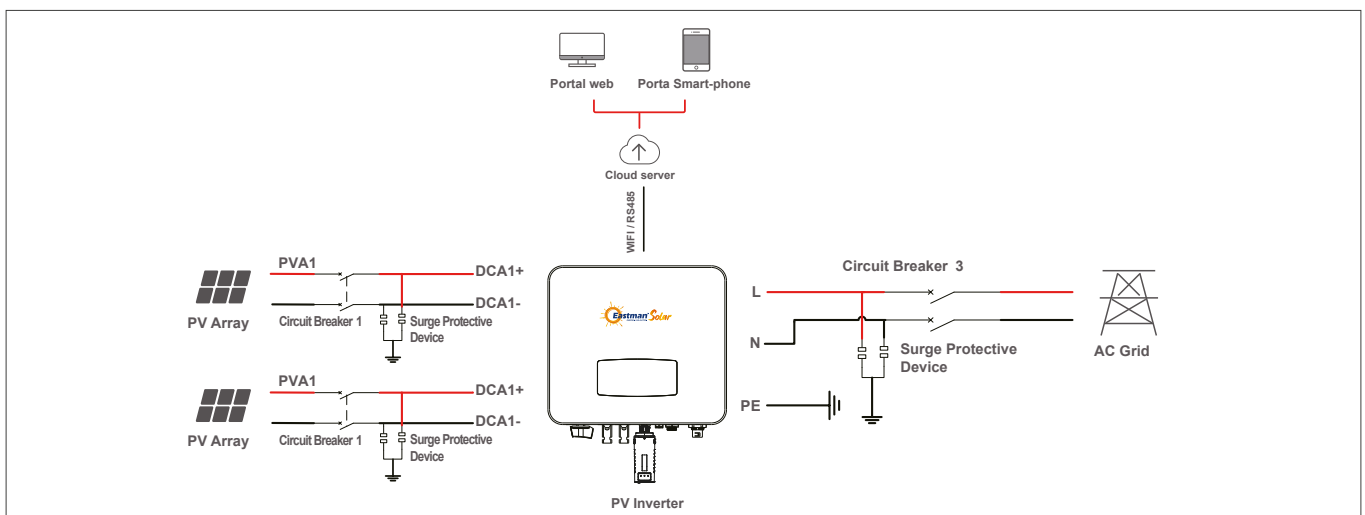 Portal web
Porta Smart-phone
Cloud server
WIFI / RS485
PVA1
DCA1+
DCA1-
PV Array
Circuit Breaker 1
Surge Protective
Device
PVA1
DCA1+
DCA1-
PV Array
Circuit Breaker 1
Surge Protective
Device
Eastman Solar
PV Inverter
Circuit Breaker 3
L
N
Surge Protective
Device
AC Grid
PE